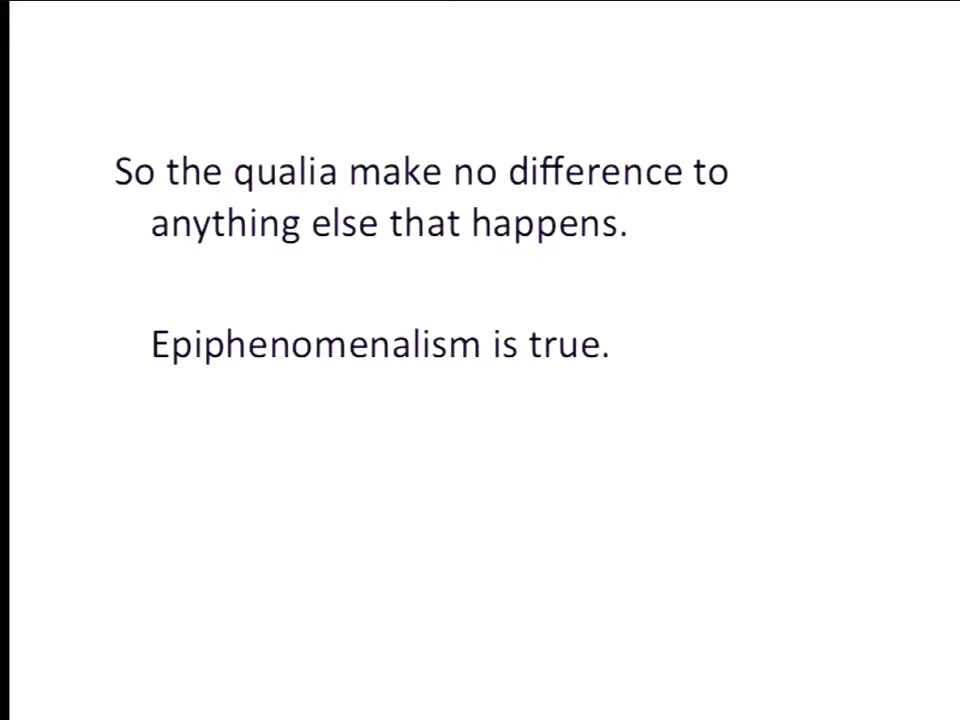 So the qualia make no difference to
anything else that happens.
Epiphenomenalism is true.